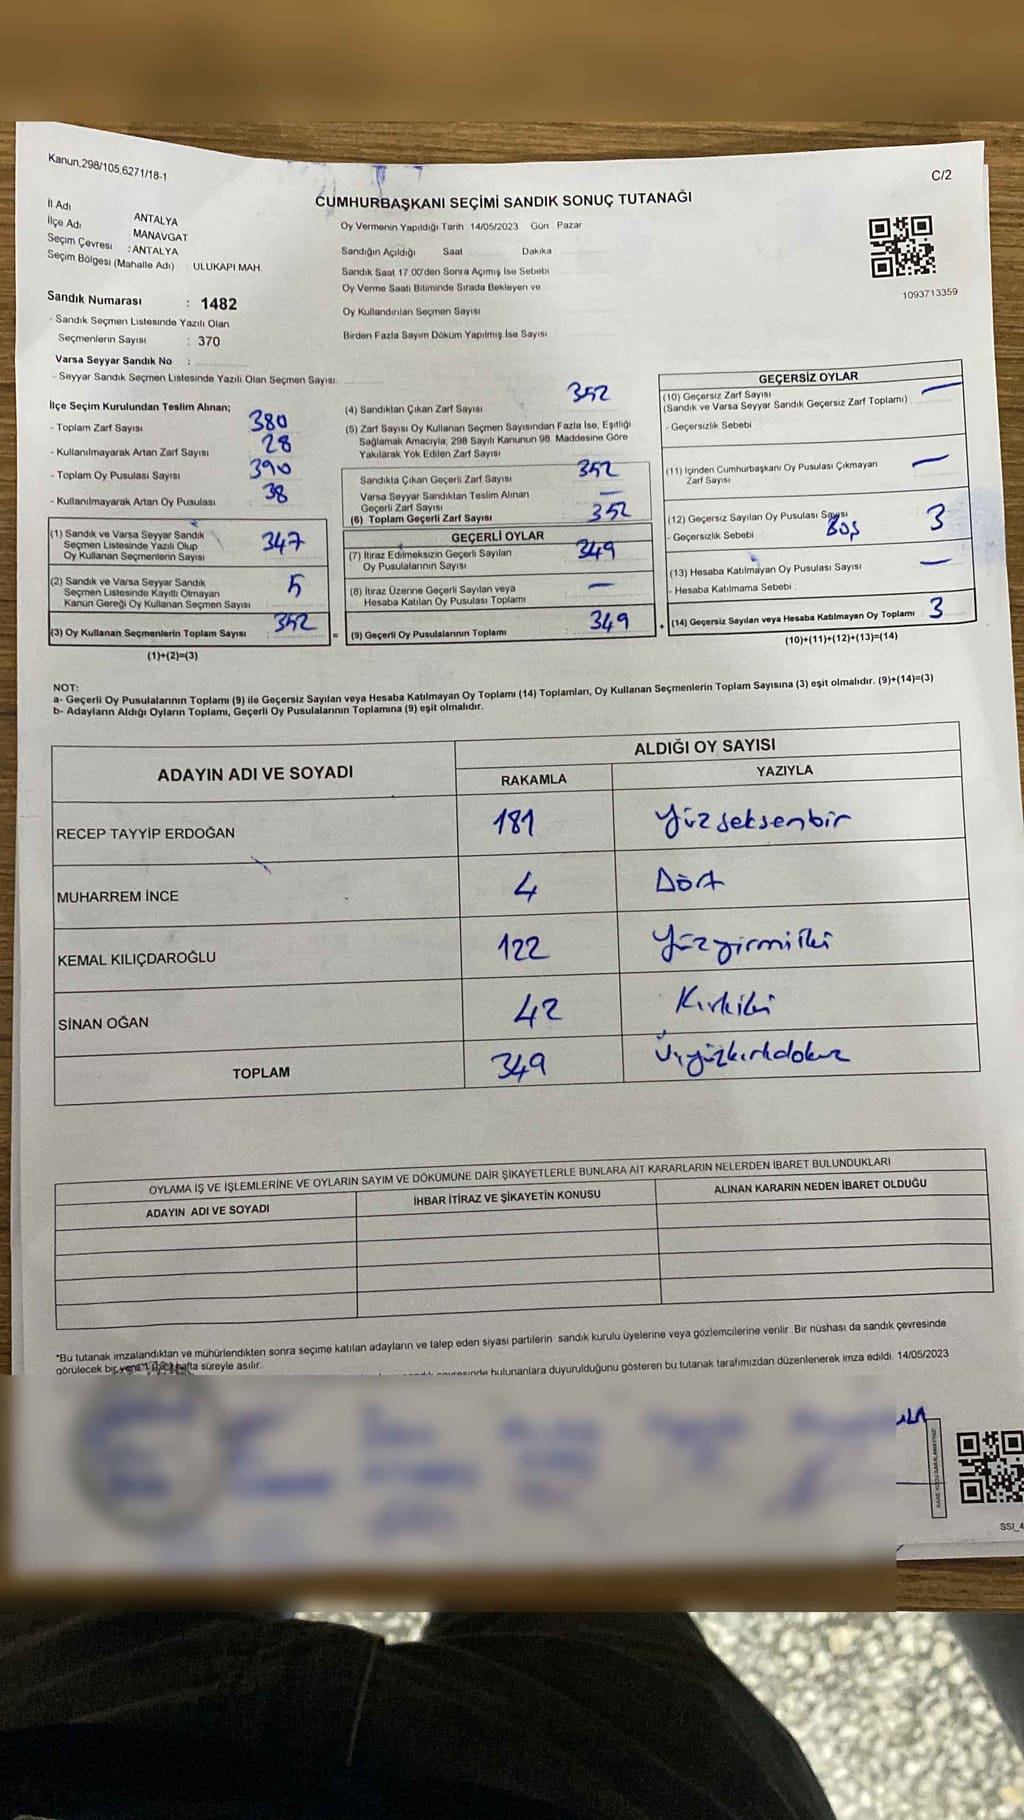 Kanun.298/105,6271/18-1
C/2
CUMHURBAŞKANI SEÇİMİ SANDIK SONUÇ TUTANAĞI
İl Adı ANTALYA
İlçe Adı MANAVGAT
Seçim Çevresi : ANTALYA
Seçim Bölgesi (Mahalle Adı) ULUKAPI MAH.
Oy Vermenin Yapıldığı Tarih 14/05/2023 Gün Pazar
Sandığın Açıldığı Saat Dakika
Sandık Saat 17:00'den Sonra Açılmış İse Sebebi
Oy Verme Saati Bitiminde Sırada Bekleyen ve
Oy Kullandırılan Seçmen Sayısı
Birden Fazla Sayım Döküm Yapılmış İse Sayısı
1093713359
Sandık Numarası : 1482
- Sandık Seçmen Listesinde Yazılı Olan
Seçmenlerin Sayısı : 370
Varsa Seyyar Sandık No :
- Seyyar Sandık Seçmen Listesinde Yazılı Olan Seçmen Sayısı:
İlçe Seçim Kurulundan Teslim Alınan;
- Toplam Zarf Sayısı 380
- Kullanılmayarak Artan Zarf Sayısı 28
- Toplam Oy Pusulası Sayısı 390
- Kullanılmayarak Artan Oy Pusulası 38
(1) Sandık ve Varsa Seyyar Sandık
Seçmen Listesinde Yazılı Olup
Oy Kullanan Seçmenlerin Sayısı 347
(2) Sandık ve Varsa Seyyar Sandık
Seçmen Listesinde Kayıtlı Olmayan
Kanun Gereği Oy Kullanan Seçmen Sayısı 5
(3) Oy Kullanan Seçmenlerin Toplam Sayısı 352
(1)+(2)=(3)
(4) Sandıktan Çıkan Zarf Sayısı 352
(5) Zarf Sayısı Oy Kullanan Seçmen Sayısından Fazla İse, Eşitliği
Sağlamak Amacıyla, 298 Sayılı Kanunun 98. Maddesine Göre
Yakılarak Yok Edilen Zarf Sayısı
Sandıkta Çıkan Geçerli Zarf Sayısı 352
Varsa Seyyar Sandıktan Teslim Alınan
Geçerli Zarf Sayısı —
(6) Toplam Geçerli Zarf Sayısı 352
GEÇERLİ OYLAR
(7) İtiraz Edilmeksizin Geçerli Sayılan
Oy Pusulalarının Sayısı 349
(8) İtiraz Üzerine Geçerli Sayılan veya
Hesaba Katılan Oy Pusulası Toplamı —
= (9) Geçerli Oy Pusulalarının Toplamı 349
GEÇERSİZ OYLAR
(10) Geçersiz Zarf Sayısı —
(Sandık ve Varsa Seyyar Sandık Geçersiz Zarf Toplamı)
- Geçersizlik Sebebi
(11) İçinden Cumhurbaşkanı Oy Pusulası Çıkmayan
Zarf Sayısı —
(12) Geçersiz Sayılan Oy Pusulası Sayısı 3
- Geçersizlik Sebebi Boş
(13) Hesaba Katılmayan Oy Pusulası Sayısı —
- Hesaba Katılmama Sebebi :
+ (14) Geçersiz Sayılan veya Hesaba Katılmayan Oy Toplamı 3
(10)+(11)+(12)+(13)=(14)
NOT:
a- Geçerli Oy Pusulalarının Toplamı (9) ile Geçersiz Sayılan veya Hesaba Katılmayan Oy Toplamı (14) Toplamları, Oy Kullanan Seçmenlerin Toplam Sayısına (3) eşit olmalıdır. (9)+(14)=(3)
b- Adayların Aldığı Oyların Toplamı, Geçerli Oy Pusulalarının Toplamına (9) eşit olmalıdır.
ADAYIN ADI VE SOYADI
ALDIĞI OY SAYISI
RAKAMLA YAZIYLA
RECEP TAYYİP ERDOĞAN 181 Yüzseksenbir
MUHARREM İNCE 4 Dört
KEMAL KILIÇDAROĞLU 122 Yüzyirmiiki
SİNAN OĞAN 42 Kırkiki
TOPLAM 349 Üçyüzkırkdokuz
OYLAMA İŞ VE İŞLEMLERİNE VE OYLARIN SAYIM VE DÖKÜMÜNE DAİR ŞİKAYETLERLE BUNLARA AİT KARARLARIN NELERDEN İBARET BULUNDUKLARI
ADAYIN ADI VE SOYADI İHBAR İTİRAZ VE ŞİKAYETİN KONUSU ALINAN KARARIN NEDEN İBARET OLDUĞU
*Bu tutanak imzalandıktan ve mühürlendikten sonra seçime katılan adayların ve talep eden siyasi partilerin sandık kurulu üyelerine veya gözlemcilerine verilir. Bir nüshası da sandık çevresinde
görülecek bir yere 1 hafta süreyle asılır.
bulunanlara duyurulduğunu gösteren bu tutanak tarafımızdan düzenlenerek imza edildi. 14/05/2023